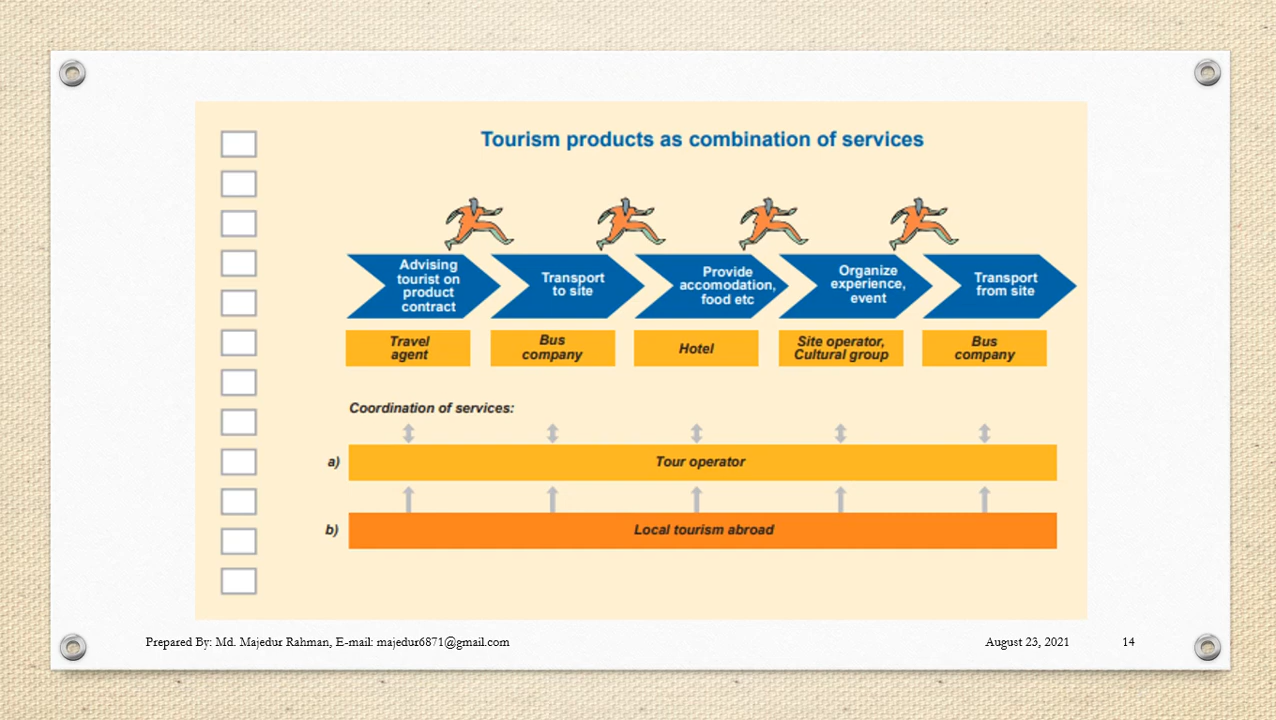 Tourism products as combination of services
Advising
tourist on
product
contract
Transport
to site
Provide
accomodation,
food etc
Organize
experience,
event
Transport
from site
Travel
agent
Bus
company
Hotel
Site operator,
Cultural group
Bus
company
Coordination of services:
a)
Tour operator
b)
Local tourism abroad
Prepared By: Md. Majedur Rahman, E-mail: majedur6871@gmail.com
August 23, 2021
14